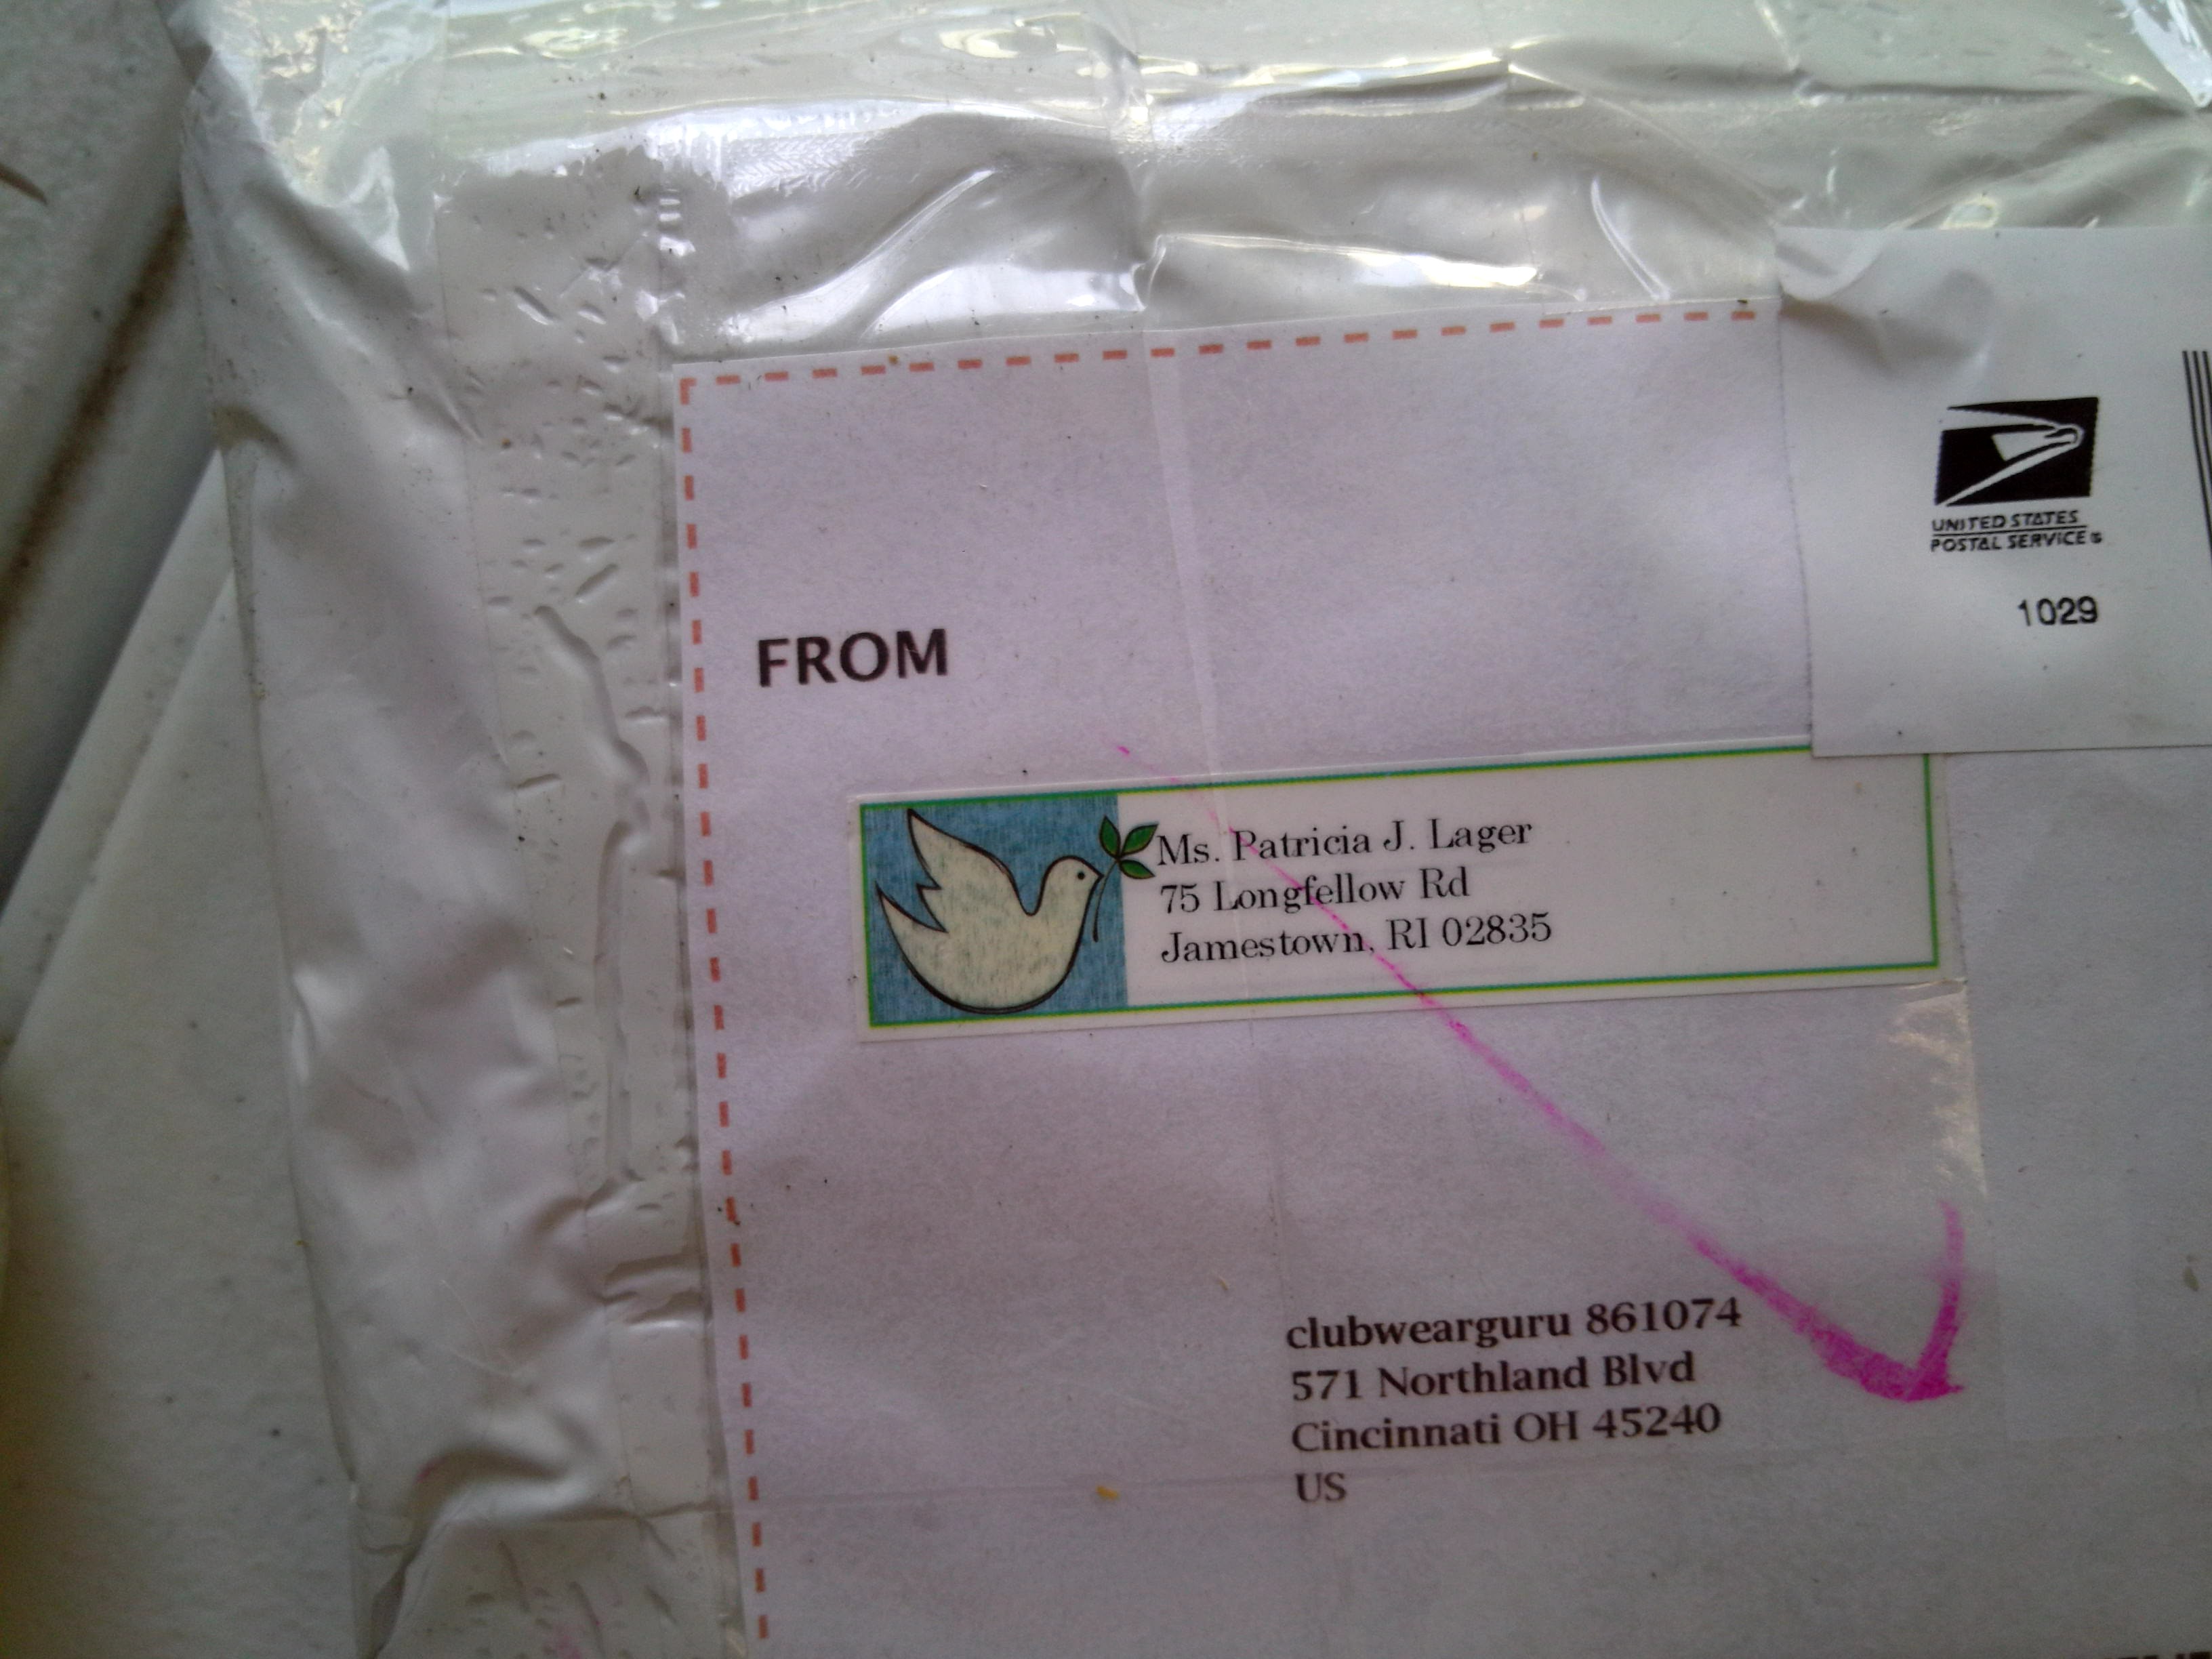 UNITED STATES
POSTAL SERVICE®
1029
FROM
Ms. Patricia J. Lager
75 Longfellow Rd
Jamestown, RI 02835
clubwearguru 861074
571 Northland Blvd
Cincinnati OH 45240
US